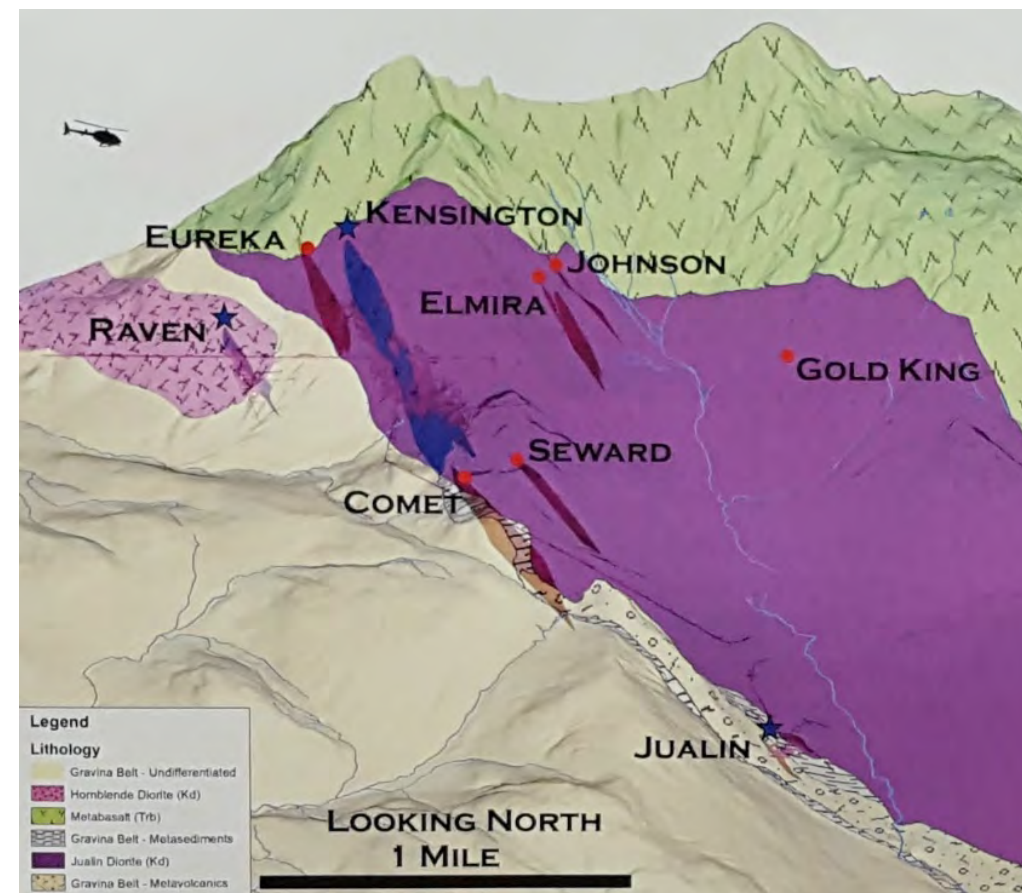 KENSINGTON
EUREKA
JOHNSON
ELMIRA
RAVEN
GOLD KING
SEWARD
COMET
JUALIN
LOOKING NORTH
1 MILE
Legend
Lithology
Gravina Belt - Undifferentiated
Hornblende Diorite (Kd)
Metabasalt (Trb)
Gravina Belt - Metasediments
Jualin Diorite (Kd)
Gravina Belt - Metavolcanics